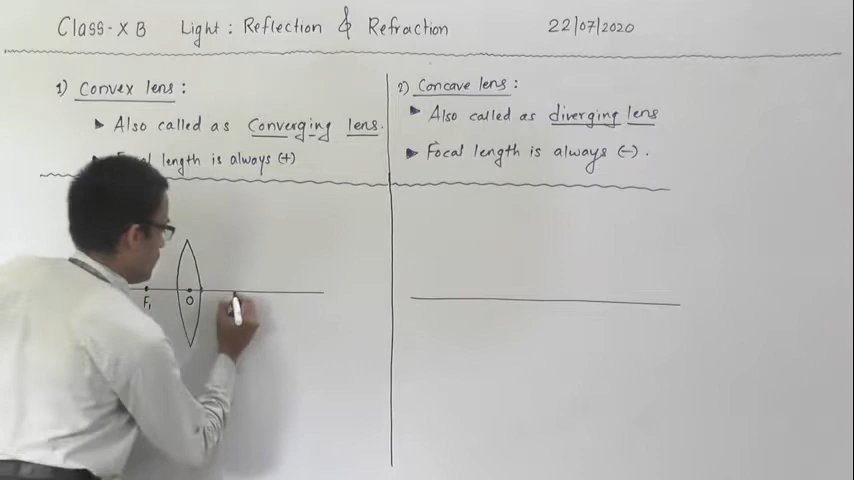 Class-X B Light : Reflection & Refraction 22/07/2020
1) Convex lens :
▸ Also called as Converging lens.
length is always (+)
F₁ O
2) Concave lens :
▸ Also called as diverging lens
▸ Focal length is always (-).